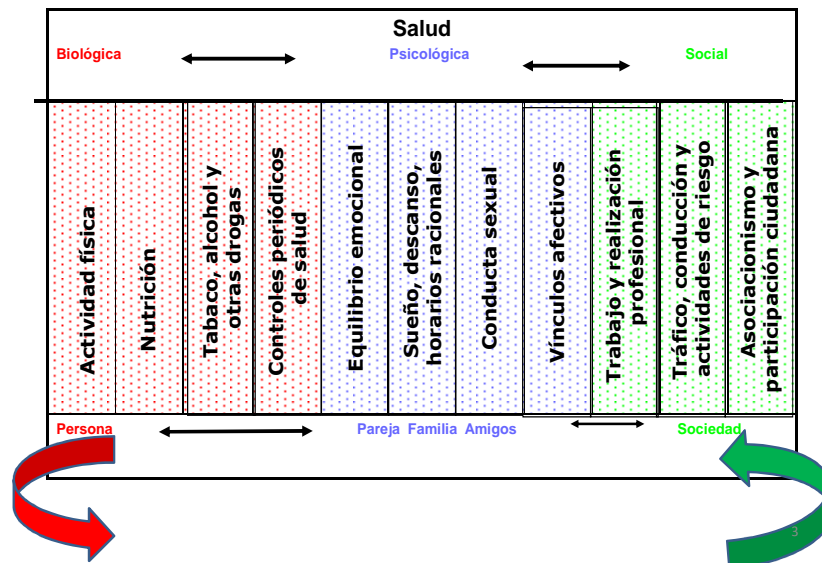 Salud
Biológica
Psicológica
Social
Actividad física
Nutrición
Tabaco, alcohol y
otras drogas
Controles periódicos
de salud
Equilibrio emocional
Sueño, descanso,
horarios racionales
Conducta sexual
Vínculos afectivos
Trabajo y realización
profesional
Tráfico, conducción y
actividades de riesgo
Asociacionismo y
participación ciudadana
Persona
Pareja Familia Amigos
Sociedad
3